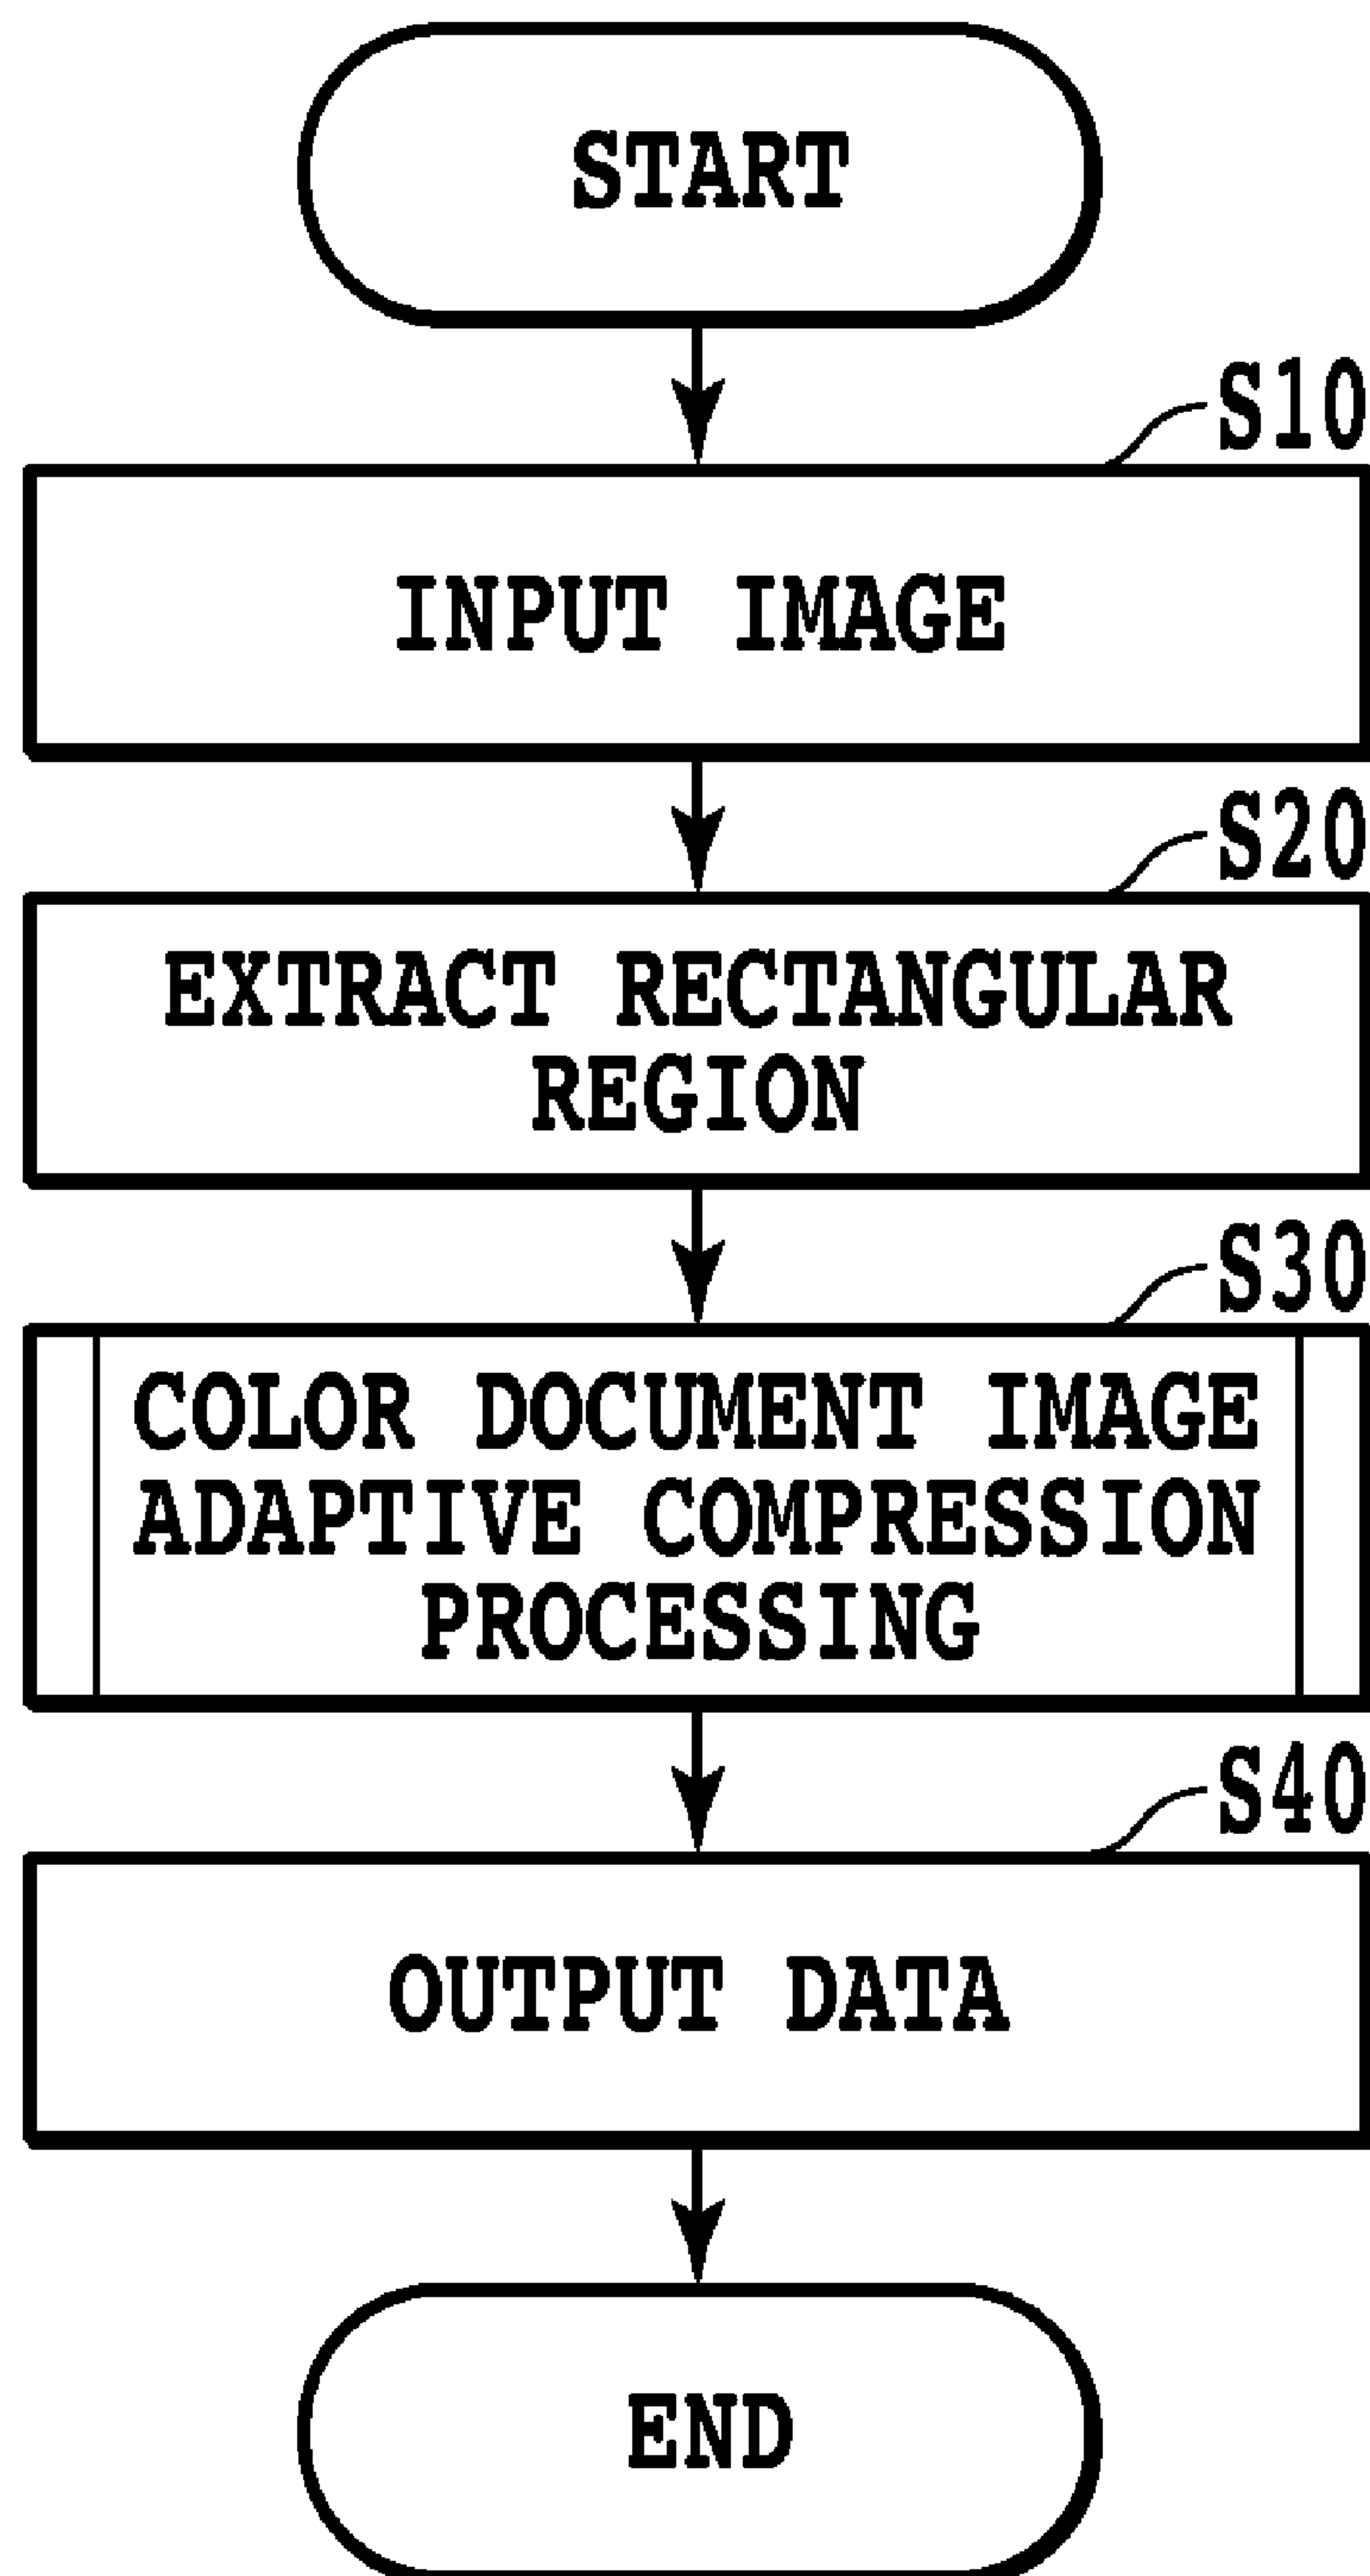 START
S10
INPUT IMAGE
S20
EXTRACT RECTANGULAR
REGION
S30
COLOR DOCUMENT IMAGE
ADAPTIVE COMPRESSION
PROCESSING
S40
OUTPUT DATA
END